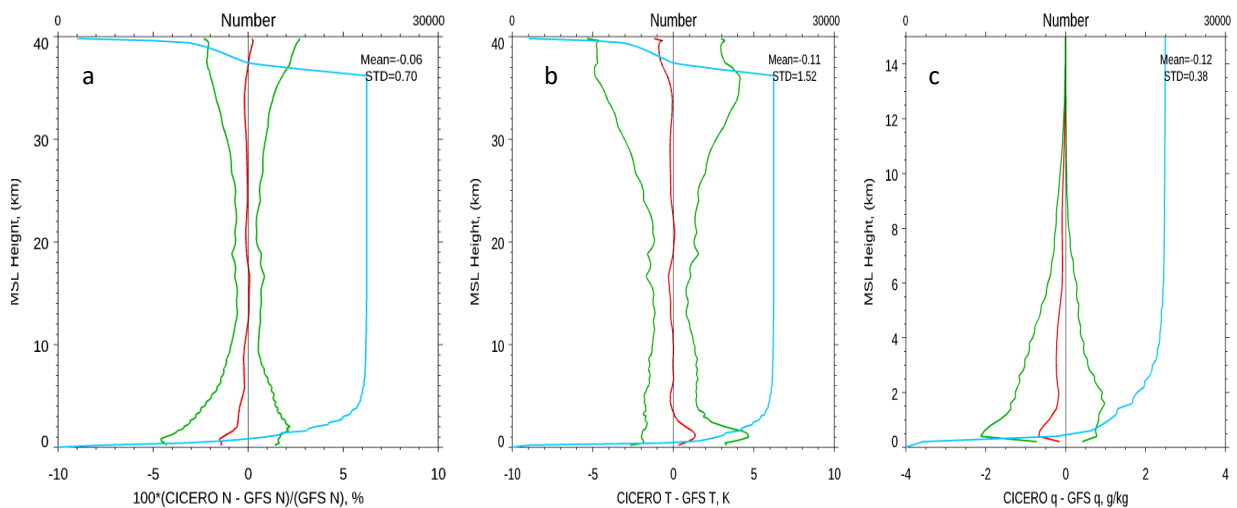 0 Number 30000
40
30
20
10
0
MSL Height, (km)
a
Mean=-0.06
STD=0.70
-10 -5 0 5 10
100*(CICERO N - GFS N)/(GFS N), %
0 Number 30000
40
30
20
10
0
MSL Height, (km)
b
Mean=-0.11
STD=1.52
-10 -5 0 5 10
CICERO T - GFS T, K
0 Number 30000
14
12
10
8
6
4
2
0
MSL Height, (km)
c
Mean=-0.12
STD=0.38
-4 -2 0 2 4
CICERO q - GFS q, g/kg